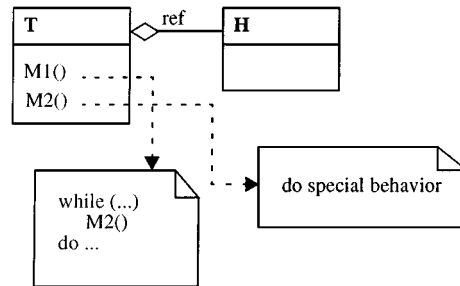 T
ref
H
M1()
M2()
while (...)
M2()
do ...
do special behavior